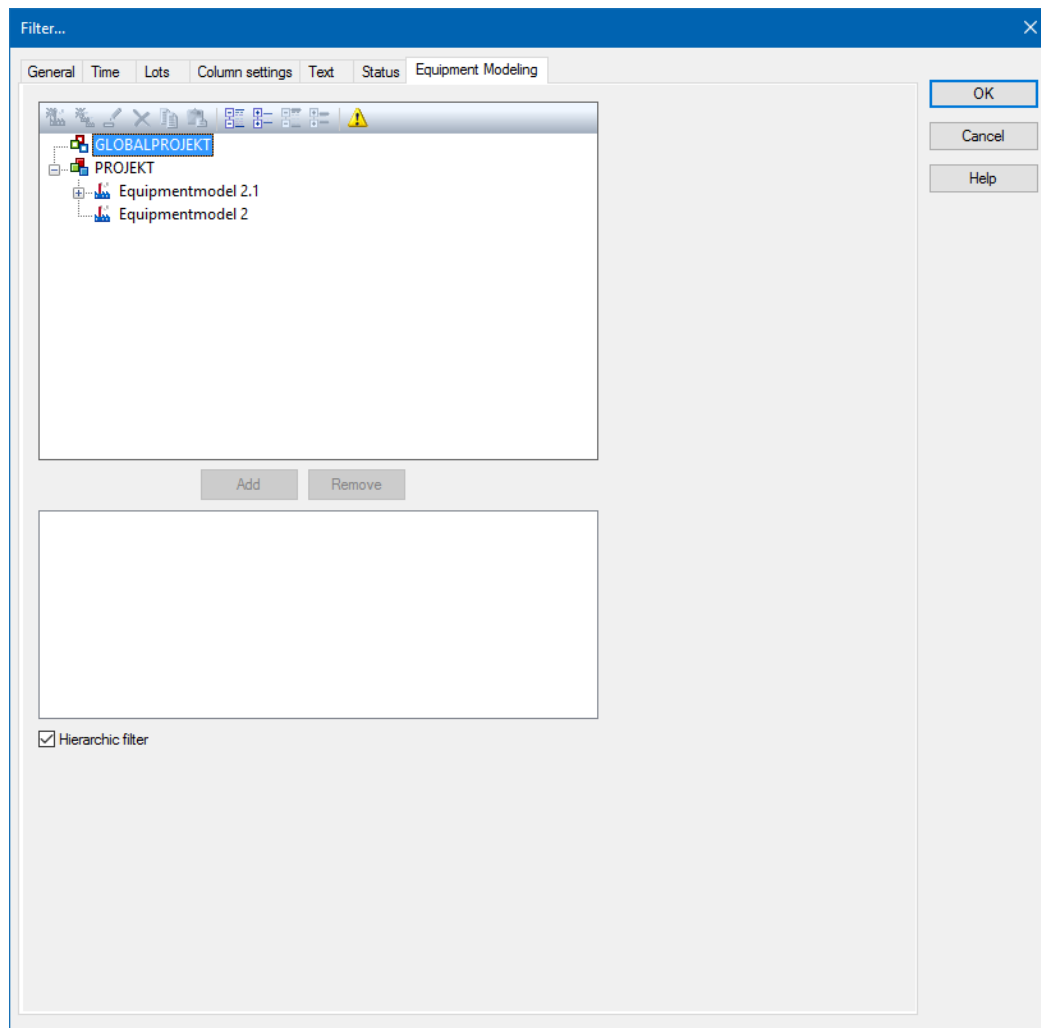 Filter...
General Time Lots Column settings Text Status Equipment Modeling
OK
Cancel
Help
GLOBALPROJEKT
PROJEKT
Equipmentmodel 2.1
Equipmentmodel 2
Add Remove
Hierarchic filter